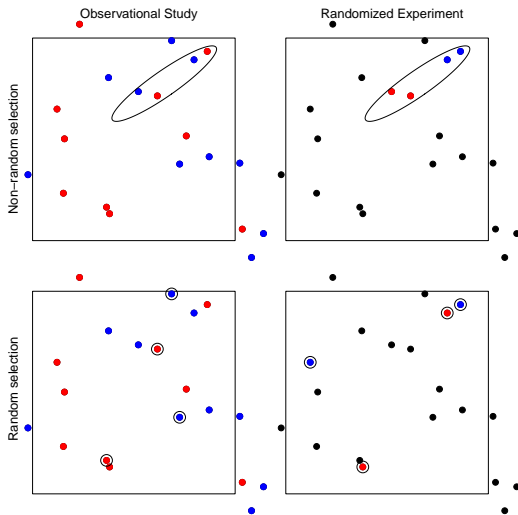 Observational Study
Randomized Experiment
Non−random selection
Random selection